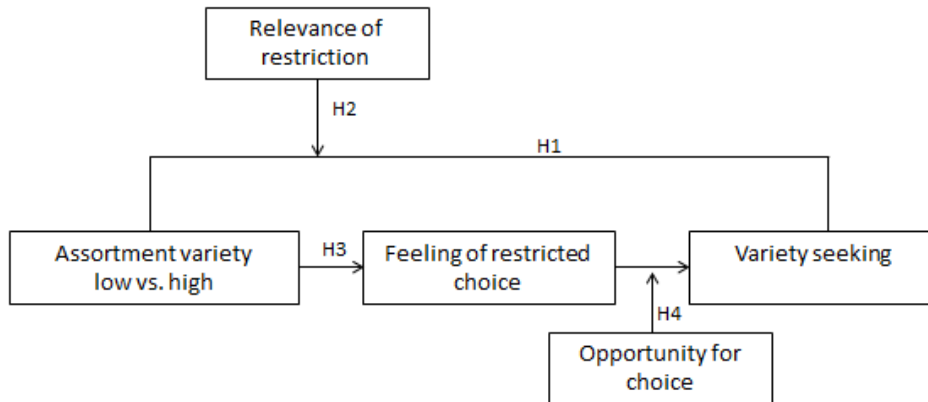 Relevance of
restriction
H2
H1
Assortment variety
low vs. high
H3
Feeling of restricted
choice
Variety seeking
H4
Opportunity for
choice